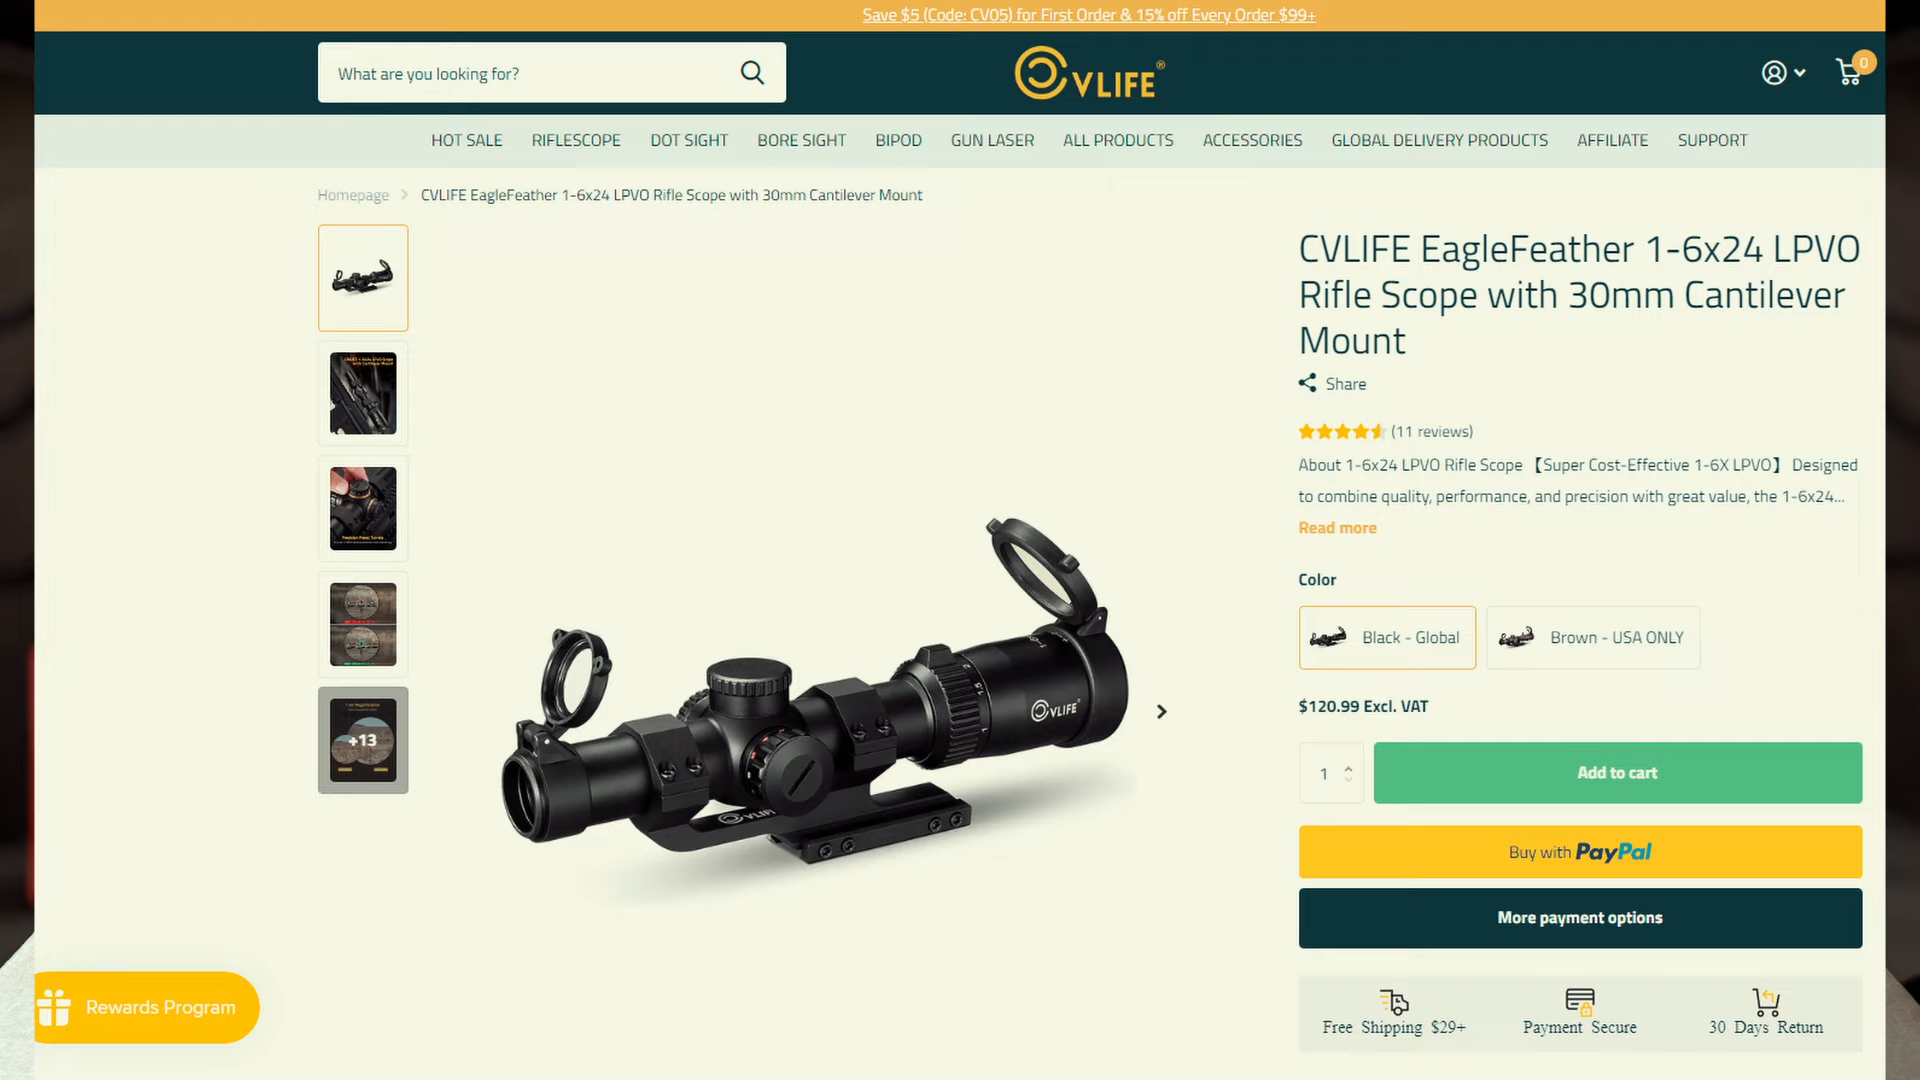 Save $5 (Code: CV05) for First Order & 15% off Every Order $99+
What are you looking for?
CVLIFE®
0
HOT SALE
RIFLESCOPE
DOT SIGHT
BORE SIGHT
BIPOD
GUN LASER
ALL PRODUCTS
ACCESSORIES
GLOBAL DELIVERY PRODUCTS
AFFILIATE
SUPPORT
Homepage
CVLIFE EagleFeather 1-6x24 LPVO Rifle Scope with 30mm Cantilever Mount
+13
CVLIFE
CVLIFE
1.5
1
2
CVLIFE EagleFeather 1-6x24 LPVO
Rifle Scope with 30mm Cantilever
Mount
Share
(11 reviews)
About 1-6x24 LPVO Rifle Scope 【Super Cost-Effective 1-6X LPVO】 Designed
to combine quality, performance, and precision with great value, the 1-6x24...
Read more
Color
Black - Global
Brown - USA ONLY
$120.99 Excl. VAT
1
Add to cart
Buy with PayPal
More payment options
Free Shipping $29+
Payment Secure
30 Days Return
Rewards Program